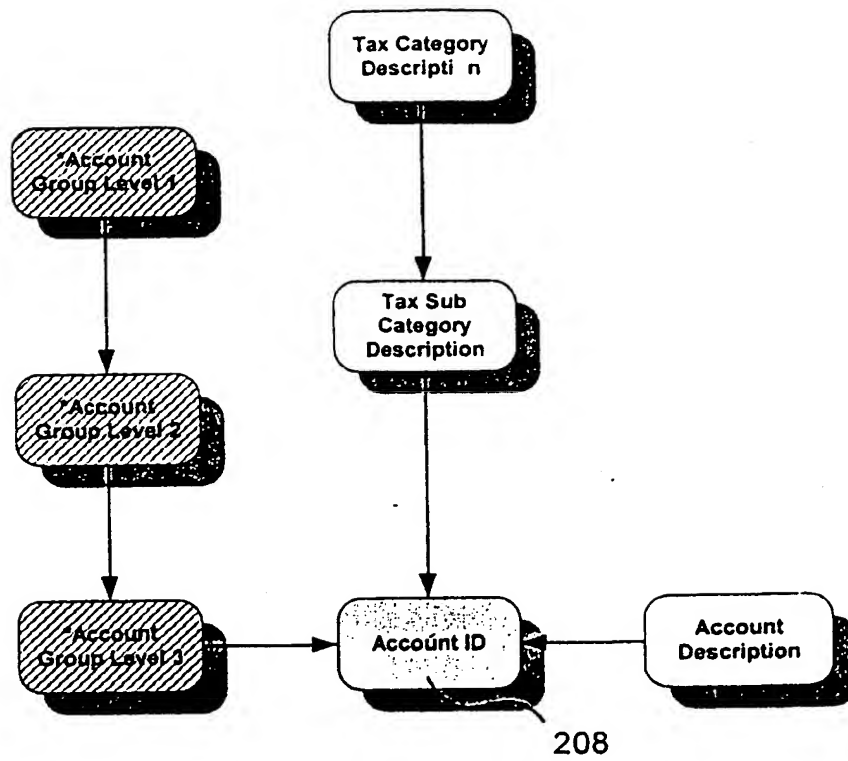 Tax Category
Descripti n
*Account
Group Level 1
Tax Sub
Category
Description
*Account
Group Level 2
*Account
Group Level 3
Account ID
Account
Description
208